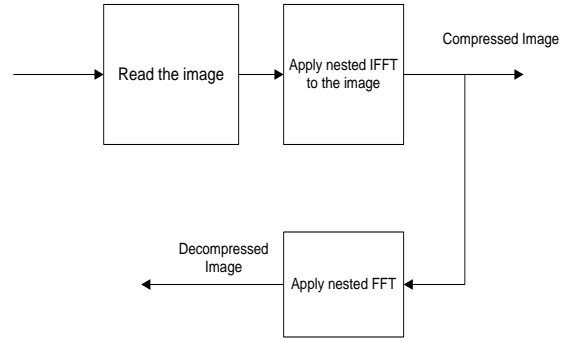 Compressed Image
Read the image
Apply nested IFFT
to the image
Decompressed
Image
Apply nested FFT